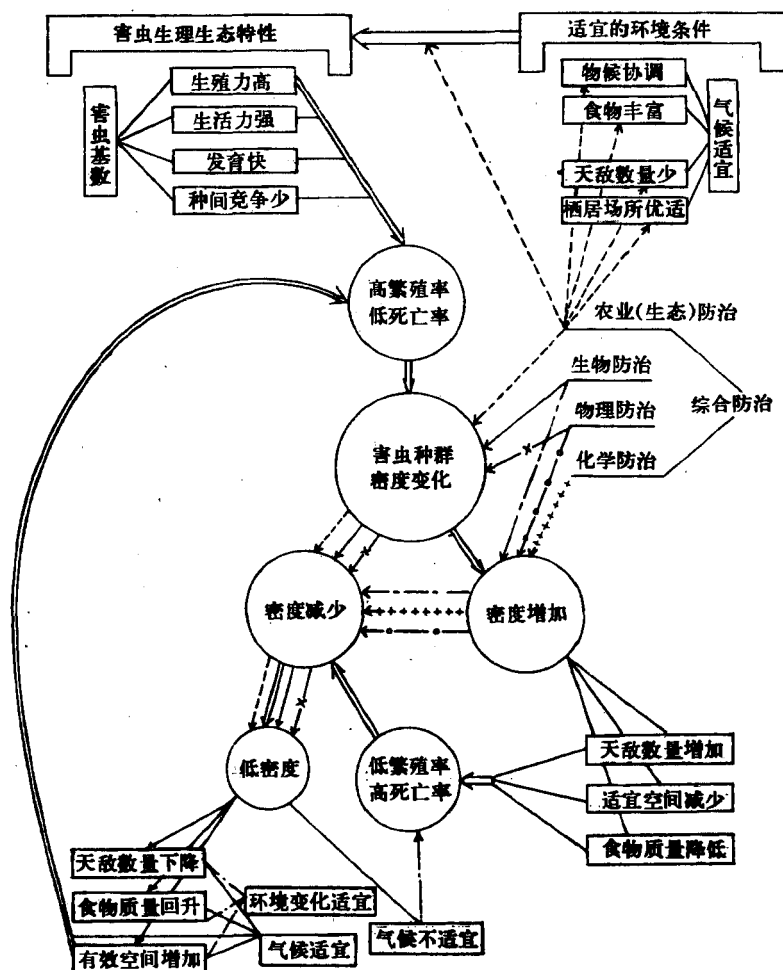 害虫生理生态特性
适宜的环境条件
害虫基数
生殖力高
生活力强
发育快
种间竞争少
物候协调
食物丰富
天敌数量少
栖居场所优适
气候适宜
高繁殖率
低死亡率
农业(生态)防治
生物防治
物理防治
化学防治
综合防治
害虫种群
密度变化
密度减少
密度增加
低密度
低繁殖率
高死亡率
天敌数量增加
适宜空间减少
食物质量降低
天敌数量下降
食物质量回升
有效空间增加
环境变化适宜
气候适宜
气候不适宜